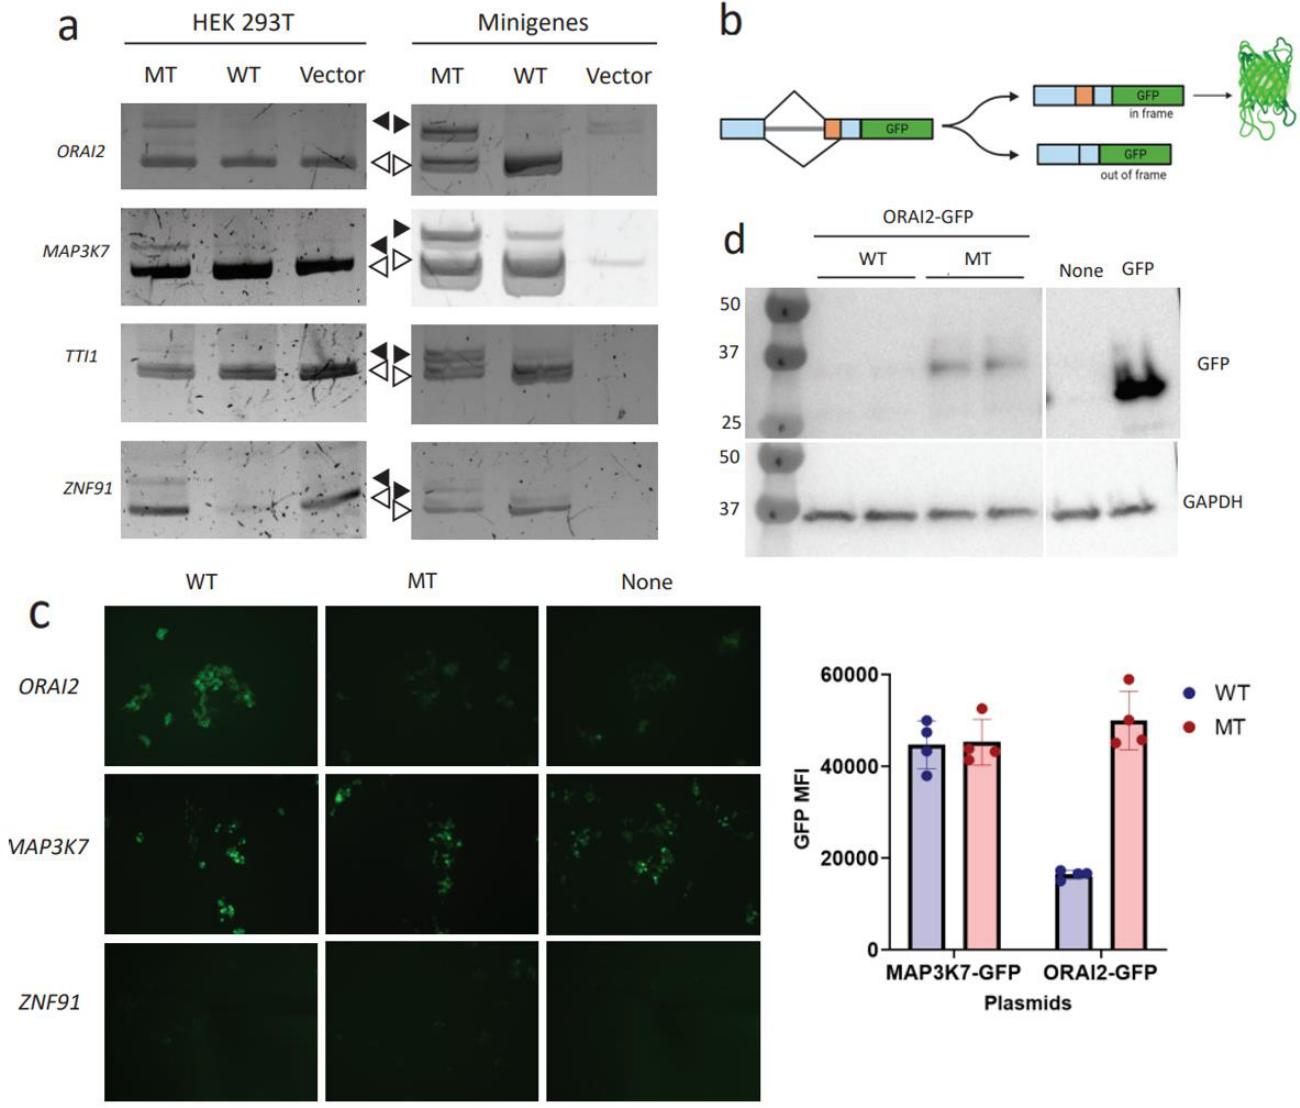 a
HEK 293T
Minigenes
MT WT Vector
MT WT Vector
ORAI2
MAP3K7
TTI1
ZNF91
b
GFP
GFP
in frame
GFP
out of frame
d
ORAI2-GFP
WT MT None GFP
50
37
25
GFP
50
37
GAPDH
c
WT MT None
ORAI2
MAP3K7
ZNF91
60000
40000
20000
0
GFP MFI
MAP3K7-GFP ORAI2-GFP
Plasmids
WT
MT